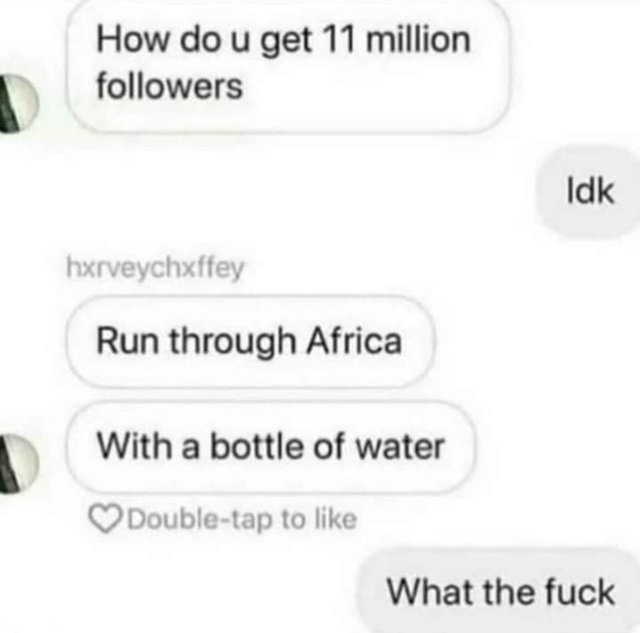 How do u get 11 million
followers
Idk
hxrveychxffey
Run through Africa
With a bottle of water
Double-tap to like
What the fuck